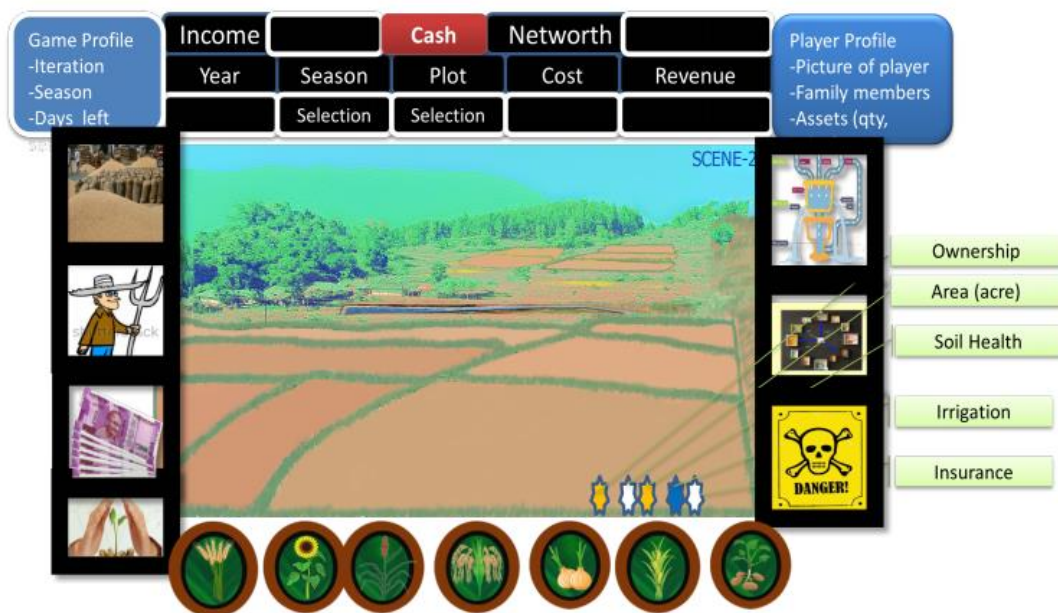 Game Profile
-Iteration
-Season
-Days left
Income
Cash
Networth
Year
Season
Plot
Cost
Revenue
Selection
Selection
Player Profile
-Picture of player
-Family members
-Assets (qty,
SCENE-2
Ownership
Area (acre)
Soil Health
Irrigation
Insurance
DANGER!